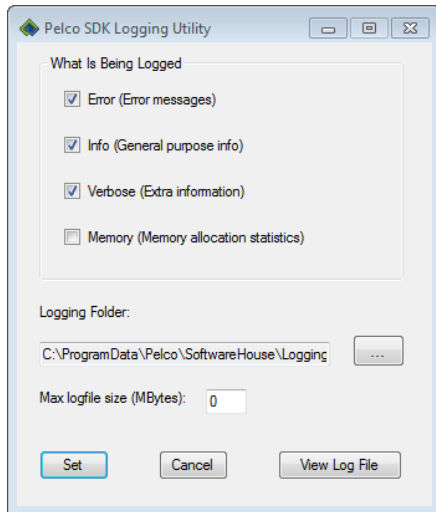 Pelco SDK Logging Utility
What Is Being Logged
Error (Error messages)
Info (General purpose info)
Verbose (Extra information)
Memory (Memory allocation statistics)
Logging Folder:
C:\ProgramData\Pelco\SoftwareHouse\Logging
...
Max logfile size (MBytes): 0
Set Cancel View Log File